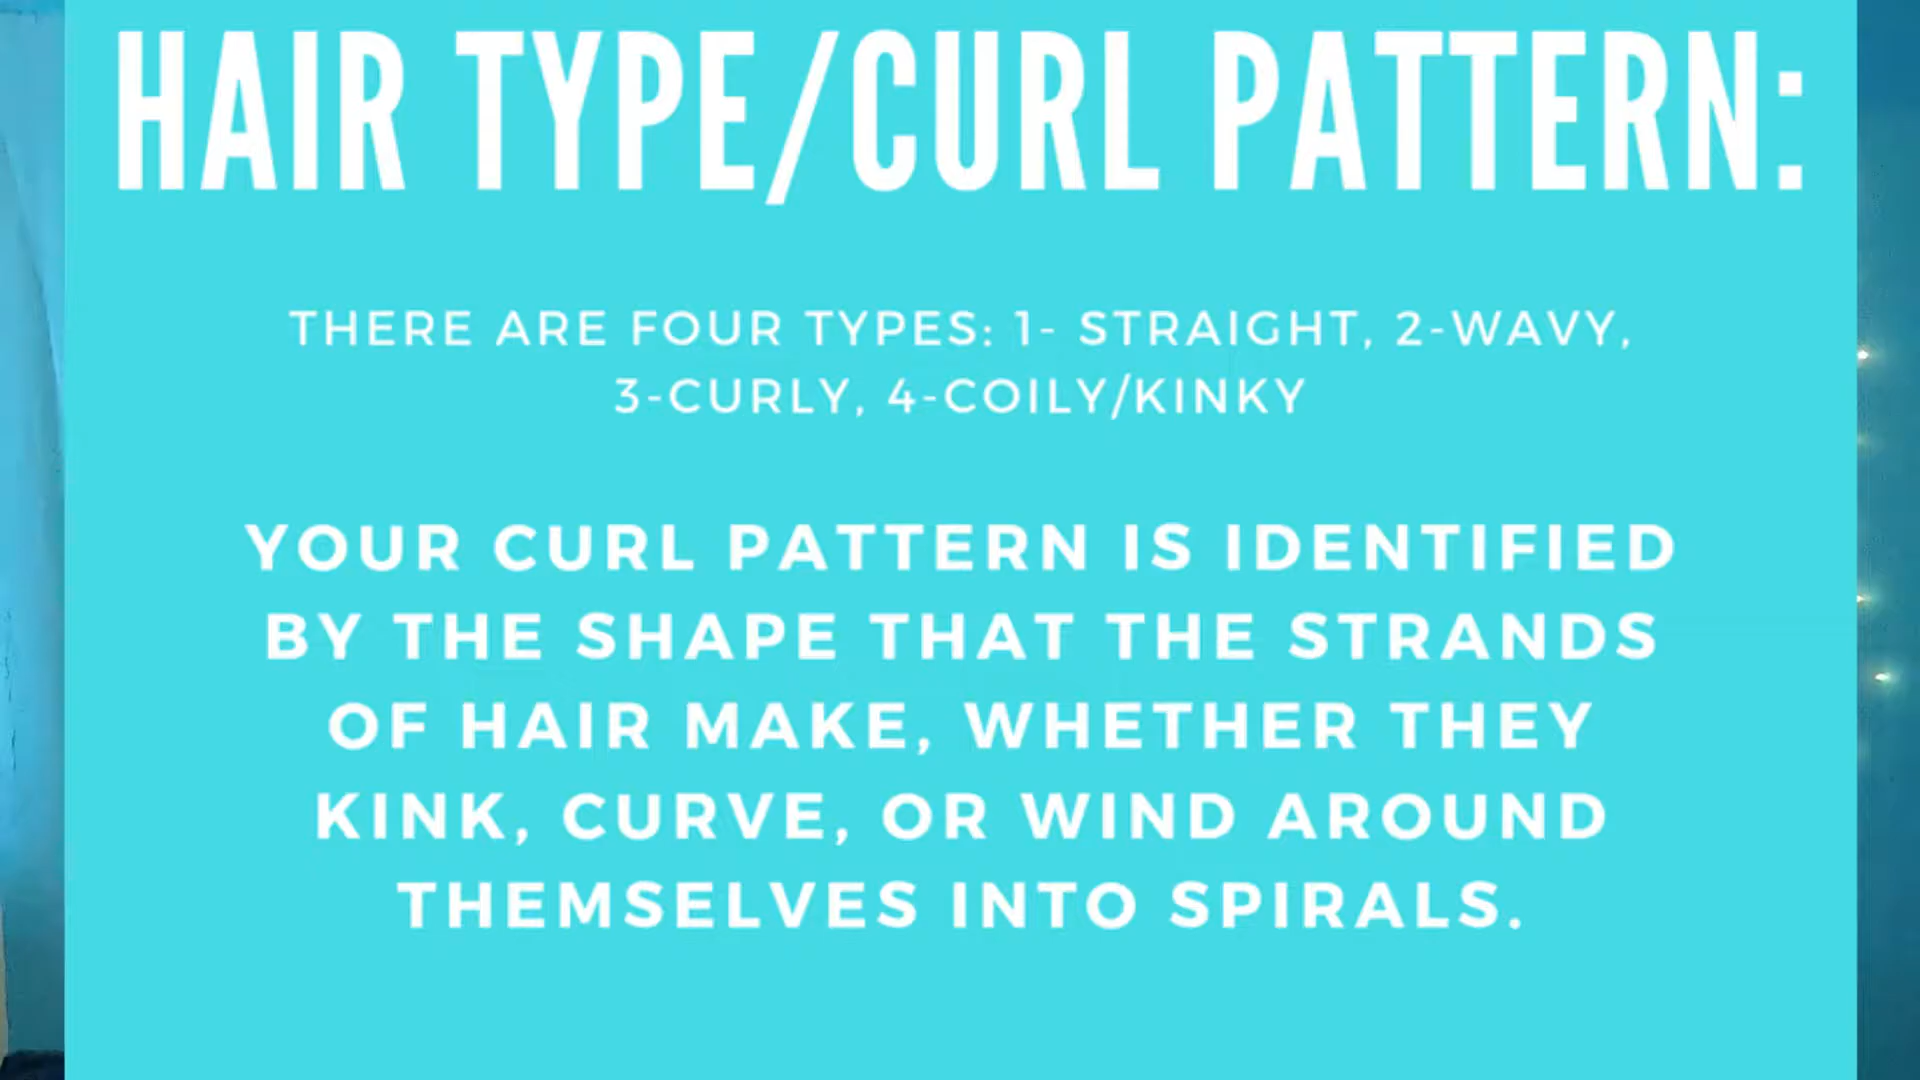 HAIR TYPE/CURL PATTERN:
THERE ARE FOUR TYPES: 1- STRAIGHT, 2-WAVY,
3-CURLY, 4-COILY/KINKY
YOUR CURL PATTERN IS IDENTIFIED
BY THE SHAPE THAT THE STRANDS
OF HAIR MAKE, WHETHER THEY
KINK, CURVE, OR WIND AROUND
THEMSELVES INTO SPIRALS.